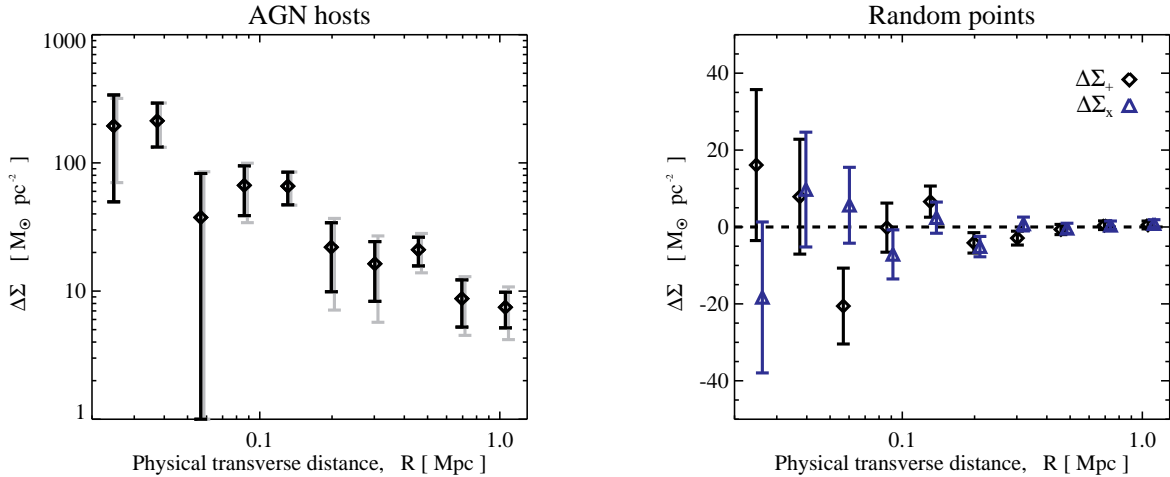 AGN hosts
1000
100
10
1
0.1
1.0
ΔΣ [ M⊙ pc⁻² ]
Physical transverse distance, R [ Mpc ]
Random points
40
20
0
-20
-40
0.1
1.0
ΔΣ₊
ΔΣₓ
ΔΣ [ M⊙ pc⁻² ]
Physical transverse distance, R [ Mpc ]